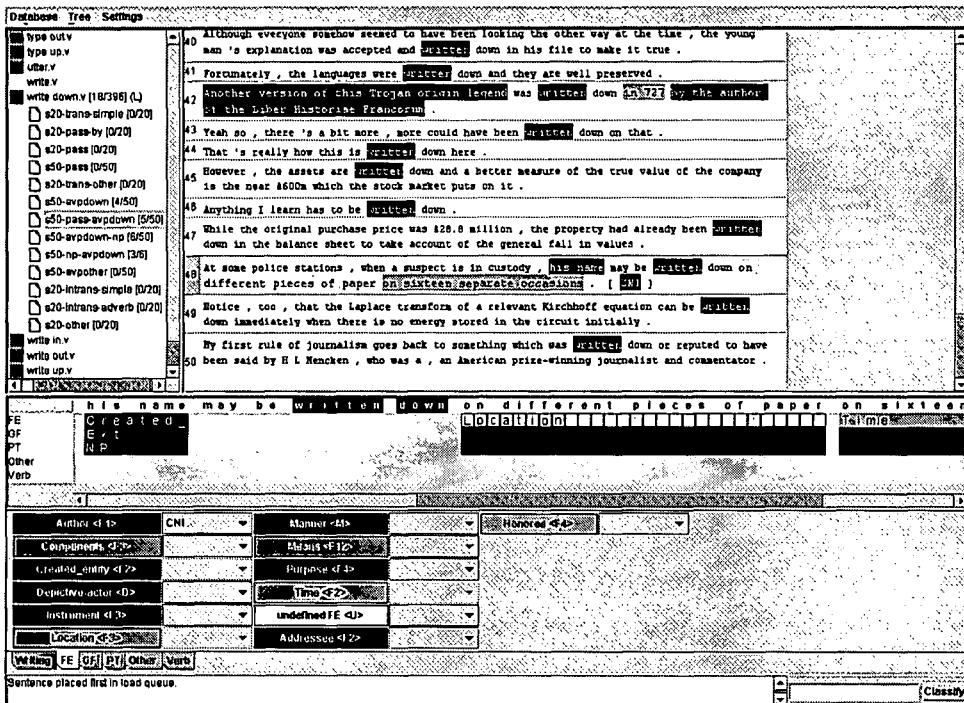 Database Tree Settings
type out.v
type up.v
utter.v
write.v
write down.v [18/396] (L)
s20-trans-simple [0/20]
s20-pass-by [0/20]
s20-pass [0/20]
s50-pass [0/50]
s20-trans-other [0/20]
s50-avpdown [4/50]
s50-pass-avpdown [5/50]
s50-avpdown-np [6/50]
s50-np-avpdown [3/6]
s50-avpother [0/50]
s20-intrans-simple [0/20]
s20-intrans-adverb [0/20]
s20-other [0/20]
write in.v
write out.v
write up.v
40 Although everyone somehow seemed to have been looking the other way at the time , the young
man 's explanation was accepted and written down in his file to make it true .
41 Fortunately , the languages were written down and they are well preserved .
42 Another version of this Trojan origin legend was written down in 727 by the author
of the Liber Historiae Francorum .
43 Yeah so , there 's a bit more , more could have been written down on that .
44 That 's really how this is written down here .
45 However , the assets are written down and a better measure of the true value of the company
is the near &600m which the stock market puts on it .
46 Anything I learn has to be written down .
47 While the original purchase price was &28.8 million , the property had already been written
down in the balance sheet to take account of the general fall in values .
48 At some police stations , when a suspect is in custody , his name may be written down on
different pieces of paper on sixteen separate occasions . [ CNI ]
49 Notice , too , that the Laplace transform of a relevant Kirchhoff equation can be written
down immediately when there is no energy stored in the circuit initially .
50 My first rule of journalism goes back to something which was written down or reputed to have
been said by H L Mencken , who was a , an American prize-winning journalist and commentator .
his name may be written down on different pieces of paper on sixteen
FE Created_ Location Time
GF Ext
PT NP
Other
Verb
Author <F1> CNI Manner <M> Honoree <F4>
Components <F3> Means <F12>
Created_entity <F2> Purpose <F4>
Depictive-actor <D> Time <F2>
Instrument <F3> undefined FE <U>
Location <F3> Addressee <F2>
Writing FE GF PT Other Verb
Sentence placed first in load queue.
Classify